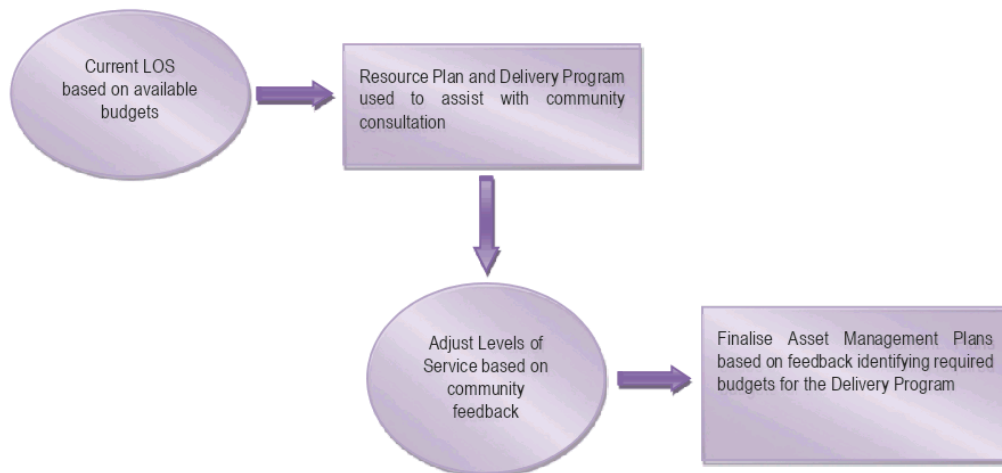 Current LOS
based on available
budgets
Resource Plan and Delivery Program
used to assist with community
consultation
Adjust Levels of
Service based on
community
feedback
Finalise Asset Management Plans
based on feedback identifying required
budgets for the Delivery Program